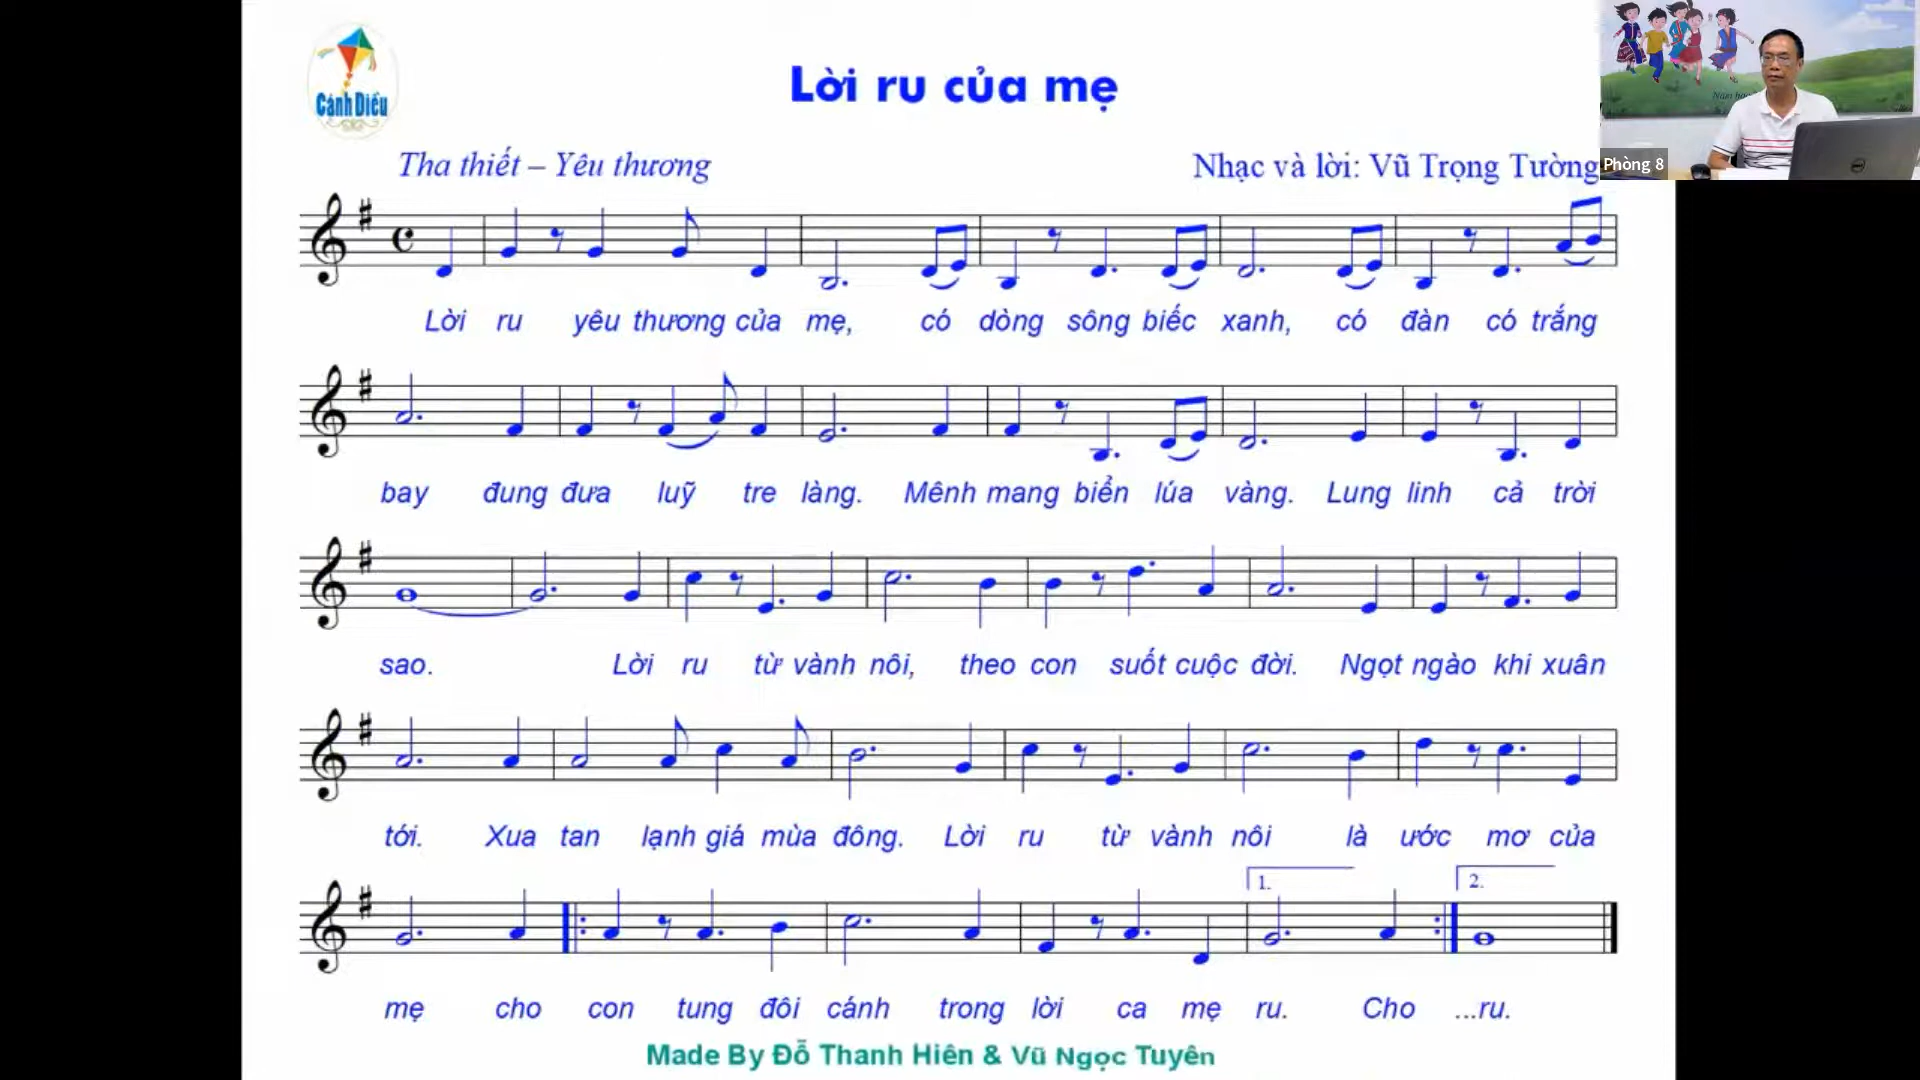 Cánh Diều
Lời ru của mẹ
Phòng 8
Tha thiết – Yêu thương
Nhạc và lời: Vũ Trọng Tường
Lời ru yêu thương của mẹ, có dòng sông biếc xanh, có đàn cò trắng
bay đung đưa luỹ tre làng. Mênh mang biển lúa vàng. Lung linh cả trời
sao. Lời ru từ vành nôi, theo con suốt cuộc đời. Ngọt ngào khi xuân
tới. Xua tan lạnh giá mùa đông. Lời ru từ vành nôi là ước mơ của
1.
2.
mẹ cho con tung đôi cánh trong lời ca mẹ ru. Cho ...ru.
Made By Đỗ Thanh Hiên & Vũ Ngọc Tuyên